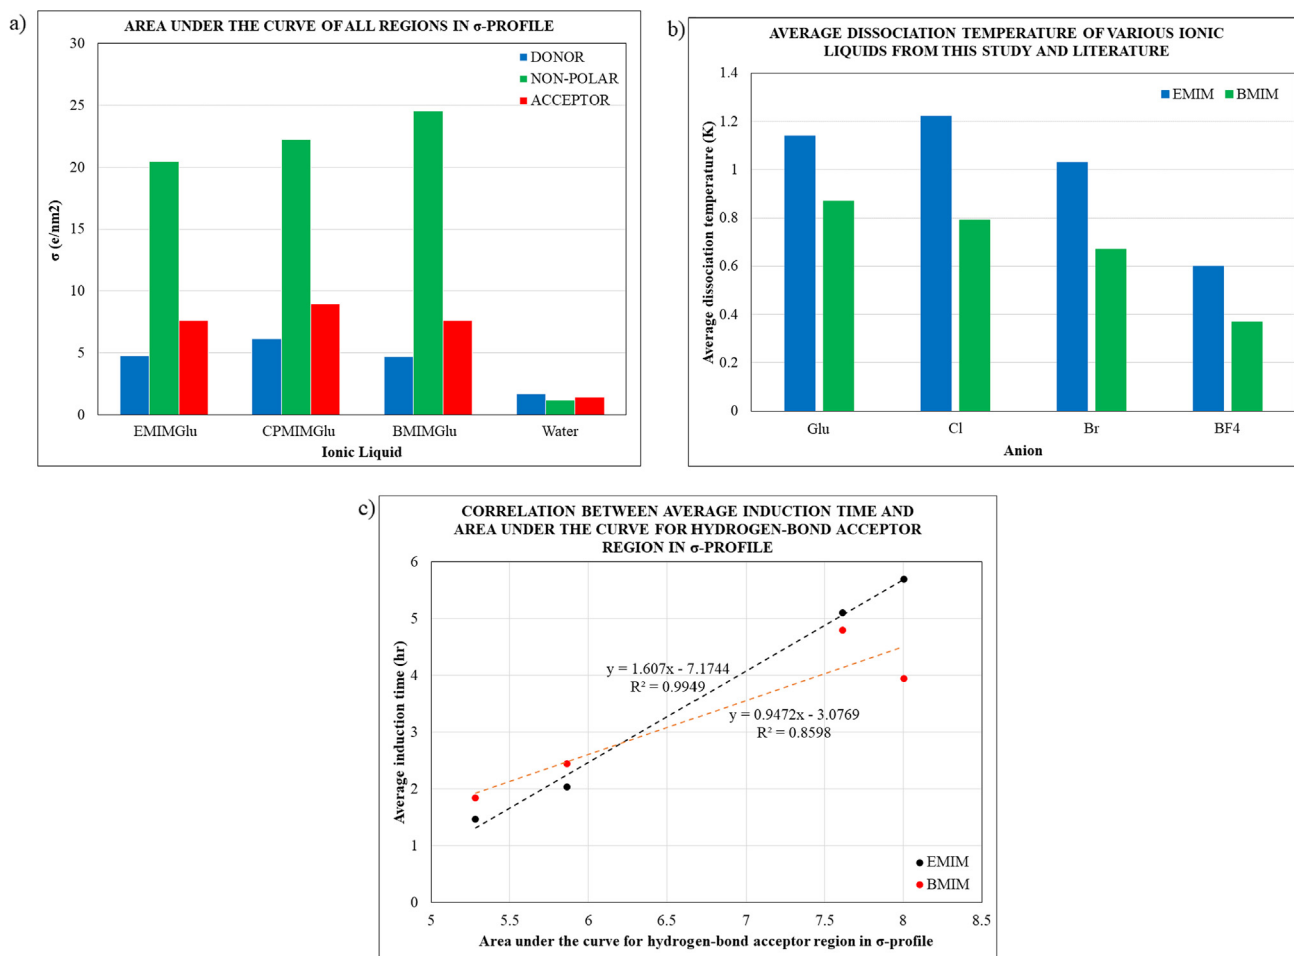 a)
AREA UNDER THE CURVE OF ALL REGIONS IN σ-PROFILE
30
25
20
15
10
5
0
σ (e/nm2)
DONOR
NON-POLAR
ACCEPTOR
EMIMGlu CPMIMGlu BMIMGlu Water
Ionic Liquid
b)
AVERAGE DISSOCIATION TEMPERATURE OF VARIOUS IONIC
LIQUIDS FROM THIS STUDY AND LITERATURE
1.4
1.2
1
0.8
0.6
0.4
0.2
0
Average dissociation temperature (K)
EMIM BMIM
Glu Cl Br BF4
Anion
c)
CORRELATION BETWEEN AVERAGE INDUCTION TIME AND
AREA UNDER THE CURVE FOR HYDROGEN-BOND ACCEPTOR
REGION IN σ-PROFILE
6
5
4
3
2
1
0
Average induction time (hr)
y = 1.607x - 7.1744
R² = 0.9949
y = 0.9472x - 3.0769
R² = 0.8598
EMIM
BMIM
5 5.5 6 6.5 7 7.5 8 8.5
Area under the curve for hydrogen-bond acceptor region in σ-profile